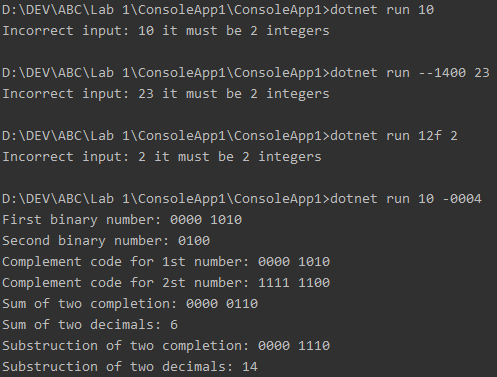 D:\DEV\ABC\Lab 1\ConsoleApp1\ConsoleApp1>dotnet run 10
Incorrect input: 10 it must be 2 integers
D:\DEV\ABC\Lab 1\ConsoleApp1\ConsoleApp1>dotnet run --1400 23
Incorrect input: 23 it must be 2 integers
D:\DEV\ABC\Lab 1\ConsoleApp1\ConsoleApp1>dotnet run 12f 2
Incorrect input: 2 it must be 2 integers
D:\DEV\ABC\Lab 1\ConsoleApp1\ConsoleApp1>dotnet run 10 -0004
First binary number: 0000 1010
Second binary number: 0100
Complement code for 1st number: 0000 1010
Complement code for 2st number: 1111 1100
Sum of two completion: 0000 0110
Sum of two decimals: 6
Substruction of two completion: 0000 1110
Substruction of two decimals: 14